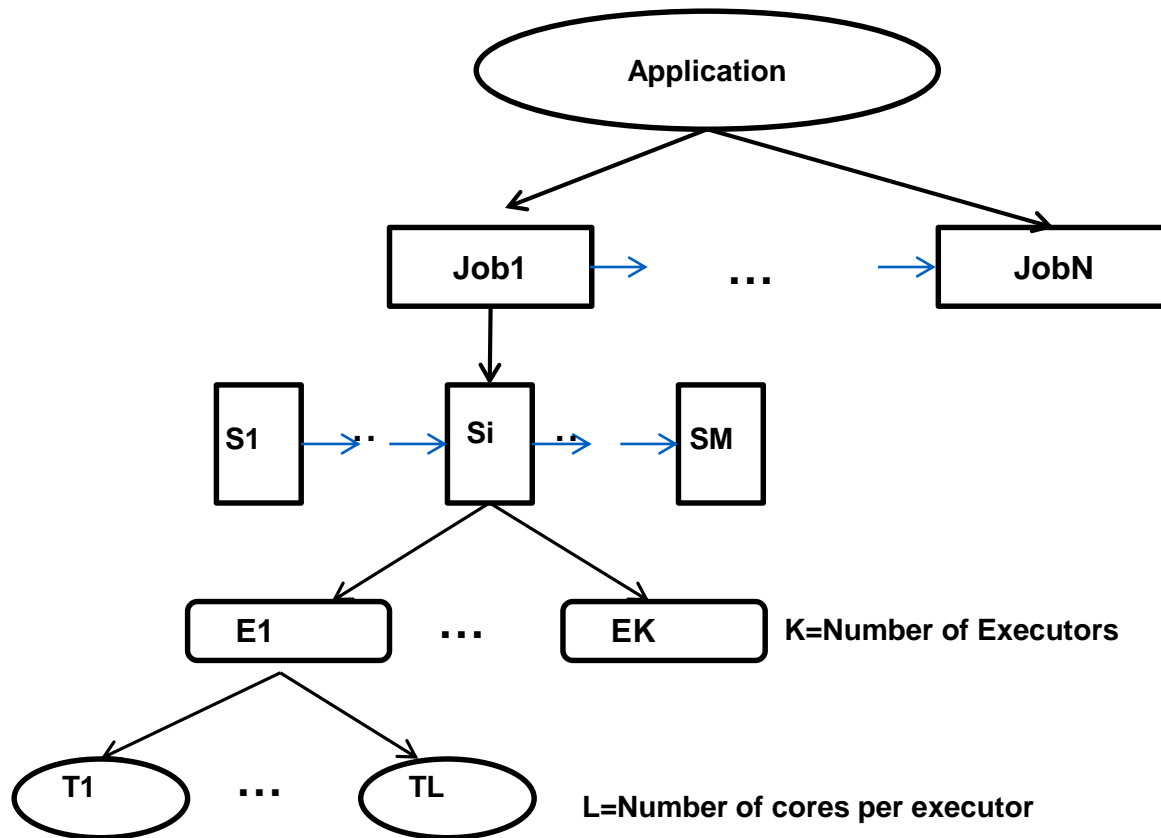 Application
Job1
...
JobN
S1
..
Si
..
SM
E1
...
EK
K=Number of Executors
T1
...
TL
L=Number of cores per executor